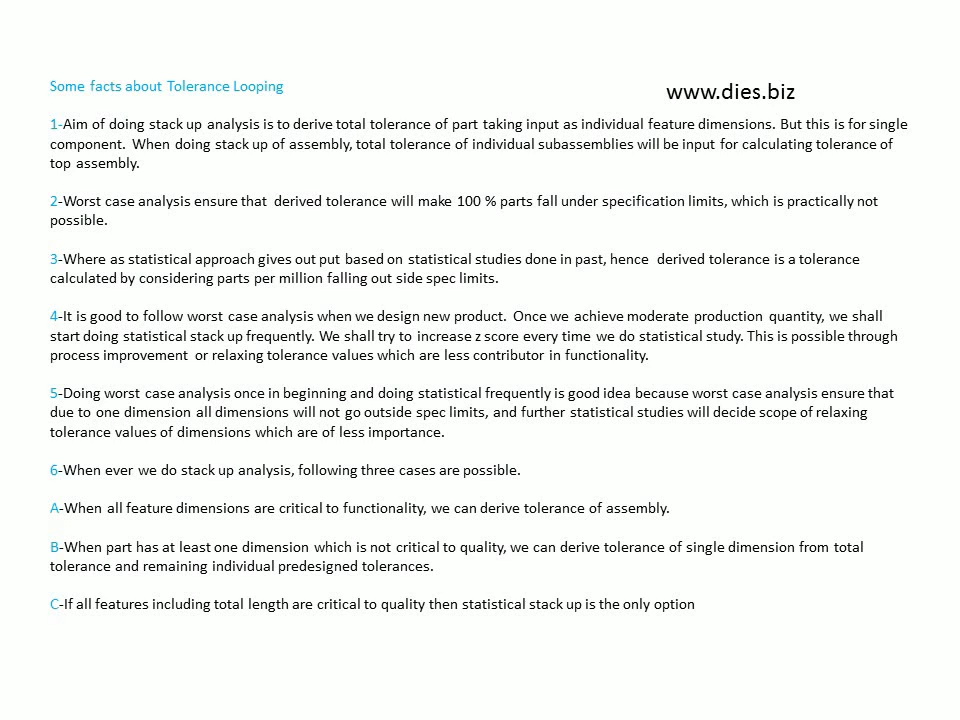 Some facts about Tolerance Looping
www.dies.biz
1-Aim of doing stack up analysis is to derive total tolerance of part taking input as individual feature dimensions. But this is for single
component. When doing stack up of assembly, total tolerance of individual subassemblies will be input for calculating tolerance of
top assembly.
2-Worst case analysis ensure that derived tolerance will make 100 % parts fall under specification limits, which is practically not
possible.
3-Where as statistical approach gives out put based on statistical studies done in past, hence derived tolerance is a tolerance
calculated by considering parts per million falling out side spec limits.
4-It is good to follow worst case analysis when we design new product. Once we achieve moderate production quantity, we shall
start doing statistical stack up frequently. We shall try to increase z score every time we do statistical study. This is possible through
process improvement or relaxing tolerance values which are less contributor in functionality.
5-Doing worst case analysis once in beginning and doing statistical frequently is good idea because worst case analysis ensure that
due to one dimension all dimensions will not go outside spec limits, and further statistical studies will decide scope of relaxing
tolerance values of dimensions which are of less importance.
6-When ever we do stack up analysis, following three cases are possible.
A-When all feature dimensions are critical to functionality, we can derive tolerance of assembly.
B-When part has at least one dimension which is not critical to quality, we can derive tolerance of single dimension from total
tolerance and remaining individual predesigned tolerances.
C-If all features including total length are critical to quality then statistical stack up is the only option